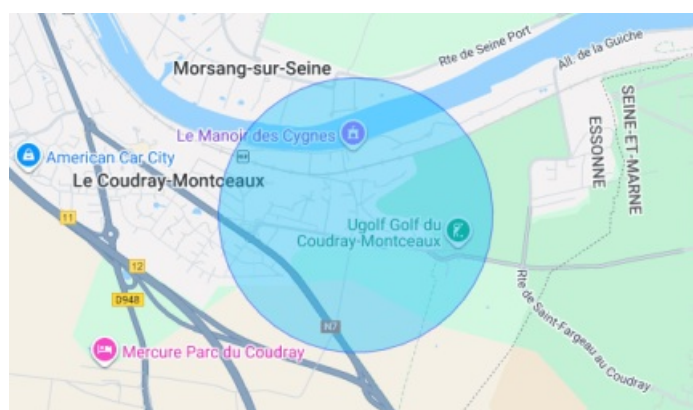 Rte de Seine Port
All. de la Guiche
Morsang-sur-Seine
Le Manoir des Cygnes
American Car City
Le Coudray-Montceaux
SEINE-ET-MARNE
ESSONNE
11
Ugolf Golf du
Coudray-Montceaux
12
D948
N7
Rte de Saint-Fargeau au Coudray
Mercure Parc du Coudray